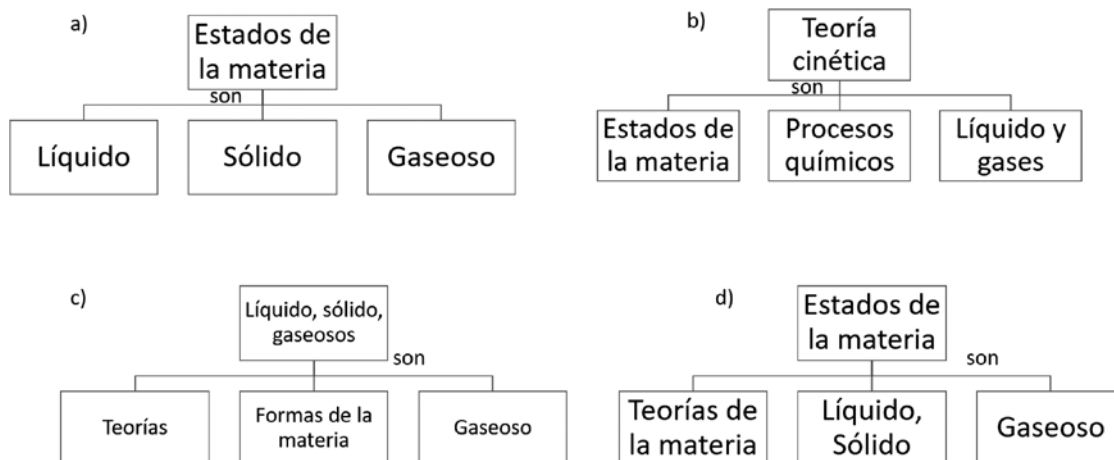 a)
Estados de
la materia
son
Líquido
Sólido
Gaseoso
b)
Teoría
cinética
son
Estados de
la materia
Procesos
químicos
Líquido y
gases
c)
Líquido, sólido,
gaseosos
son
Teorías
Formas de la
materia
Gaseoso
d)
Estados de
la materia
son
Teorías de
la materia
Líquido,
Sólido
Gaseoso